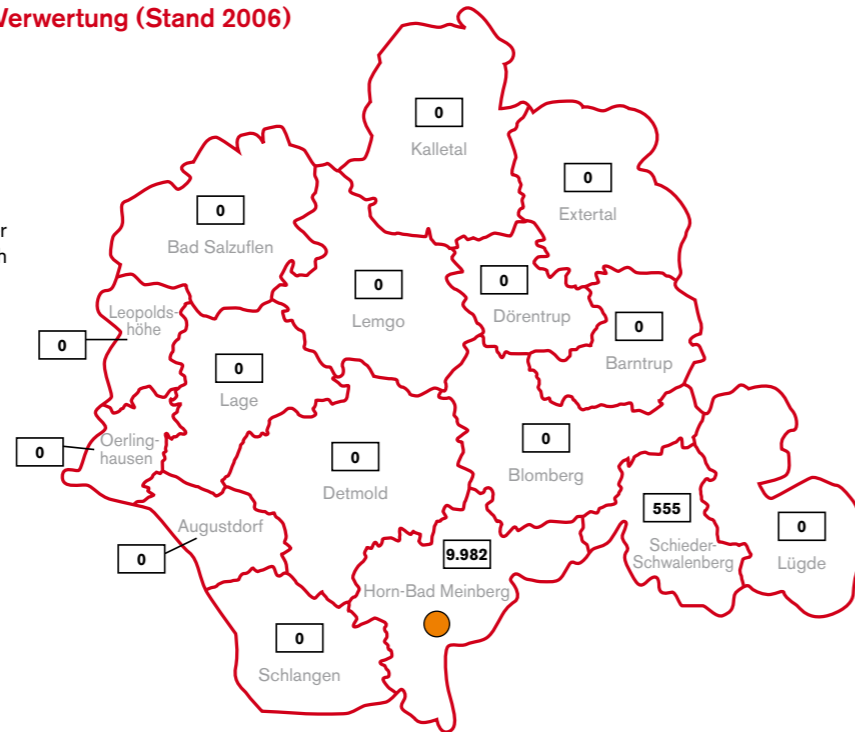 Verwertung (Stand 2006)
0
Kalletal
0
Extertal
0
Bad Salzuflen
r
n
0
Lemgo
0
Dörentrup
Leopolds-
höhe
0
0
Barntrup
0
Lage
Oerling-
hausen
0
0
Detmold
0
Blomberg
555
Schieder-
Schwalenberg
0
Lügde
Augustdorf
0
9.982
Horn-Bad Meinberg
0
Schlangen